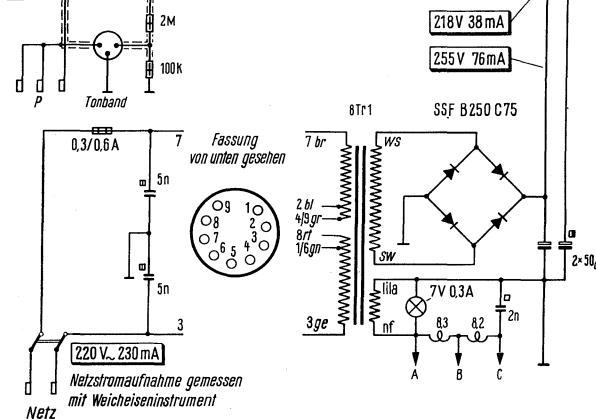 2M
218V 38mA
255V 76mA
100K
P
Tonband
8Tr1
SSF B250 C75
0,3/0,6A
7
Fassung
von unten gesehen
7 br
ws
5n
9
1
8
2
7
3
6
5
4
2 bl
4/9 gr
8 rt
1/6 gn
sw
2×50µ
5n
lila
7V 0,3A
2n
3
3 ge
nf
8,3
8,2
220 V~ 230 mA
A
B
C
Netzstromaufnahme gemessen
mit Weicheiseninstrument
Netz